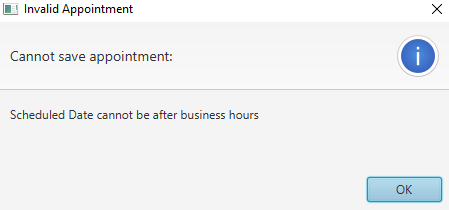 Invalid Appointment
Cannot save appointment:
i
Scheduled Date cannot be after business hours
OK